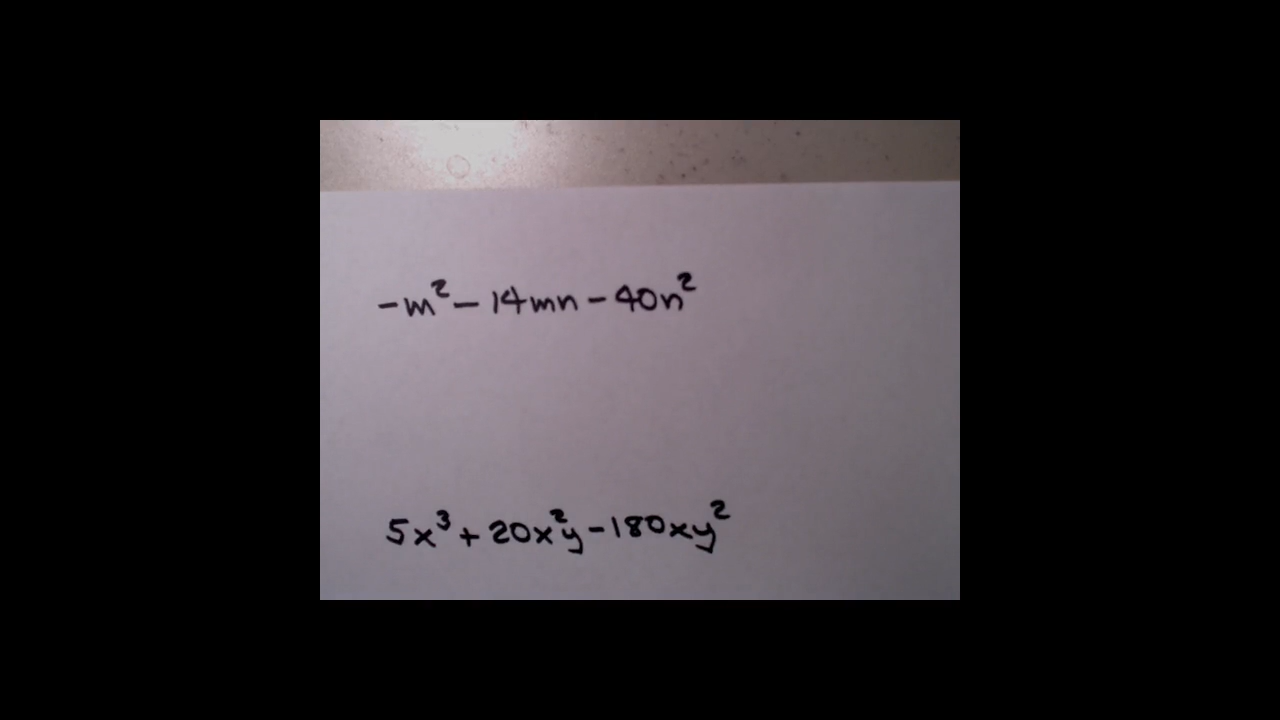 -m² - 14mn - 40n²
5x³ + 20x²y - 180xy²